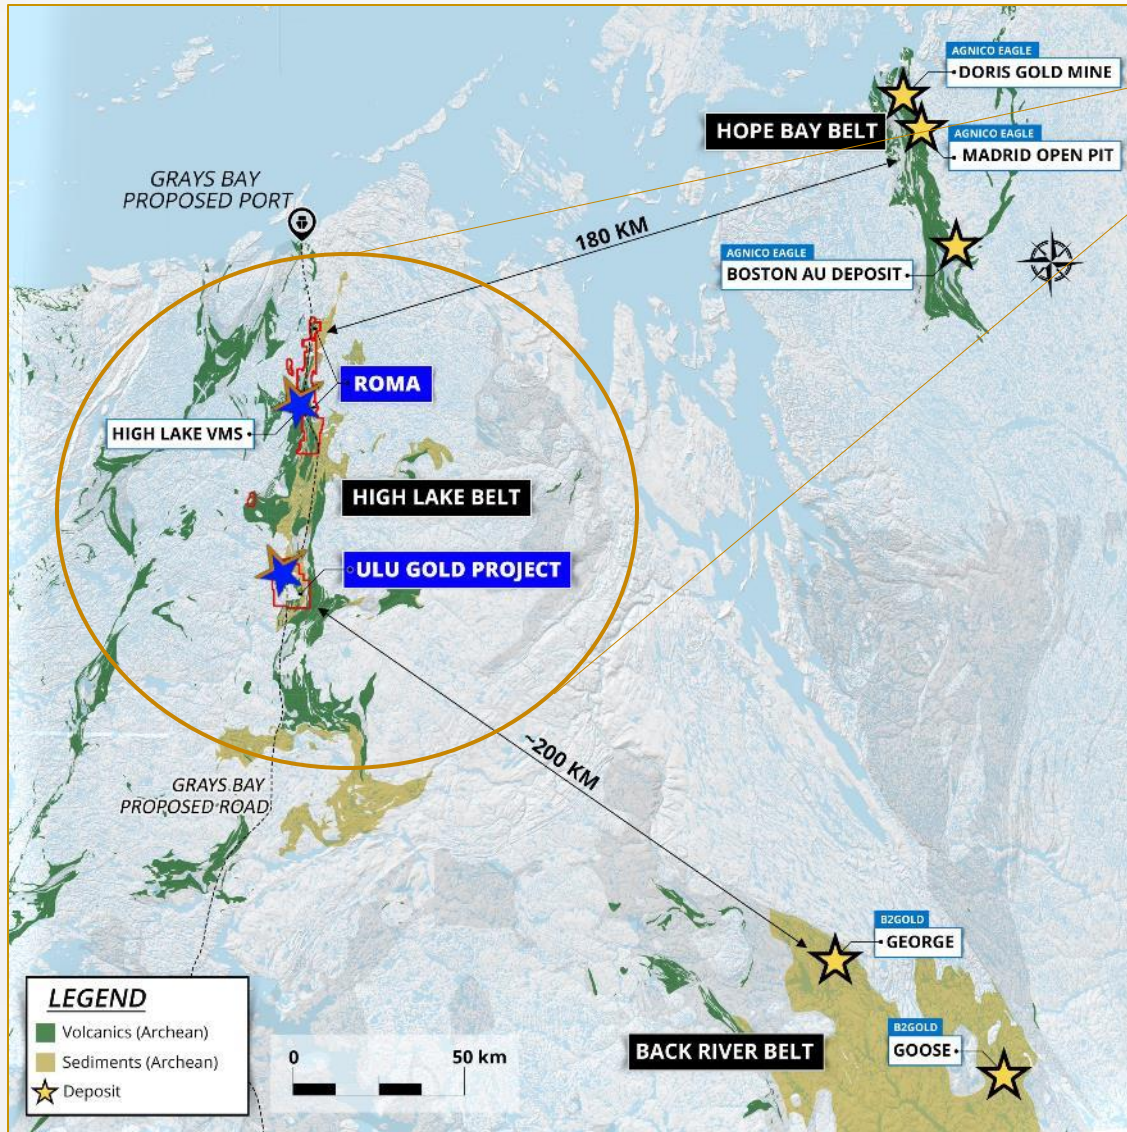 AGNICO EAGLE
DORIS GOLD MINE
HOPE BAY BELT
AGNICO EAGLE
MADRID OPEN PIT
GRAYS BAY
PROPOSED PORT
180 KM
AGNICO EAGLE
BOSTON AU DEPOSIT
ROMA
HIGH LAKE VMS
HIGH LAKE BELT
ULU GOLD PROJECT
~200 KM
GRAYS BAY
PROPOSED ROAD
B2GOLD
GEORGE
B2GOLD
GOOSE
BACK RIVER BELT
LEGEND
Volcanics (Archean)
Sediments (Archean)
Deposit
0 50 km